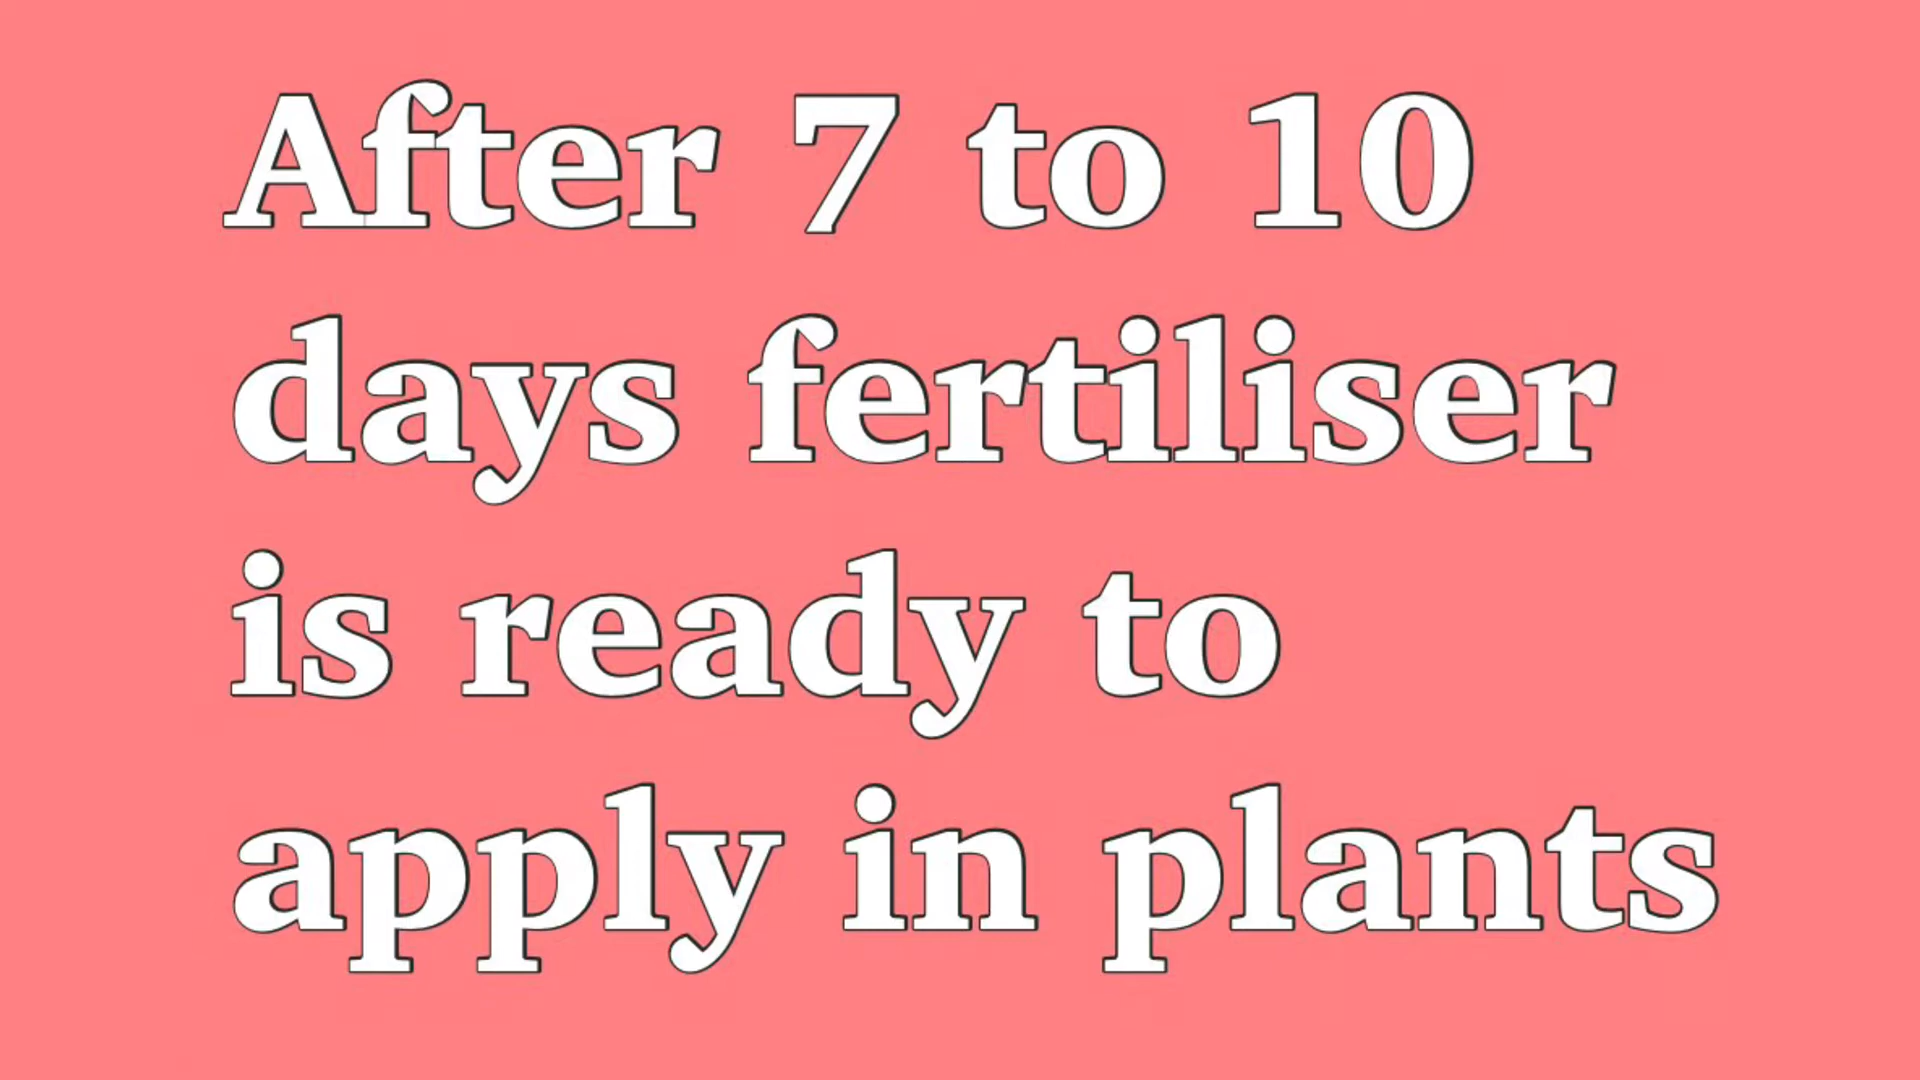 After 7 to 10
days fertiliser
is ready to
apply in plants